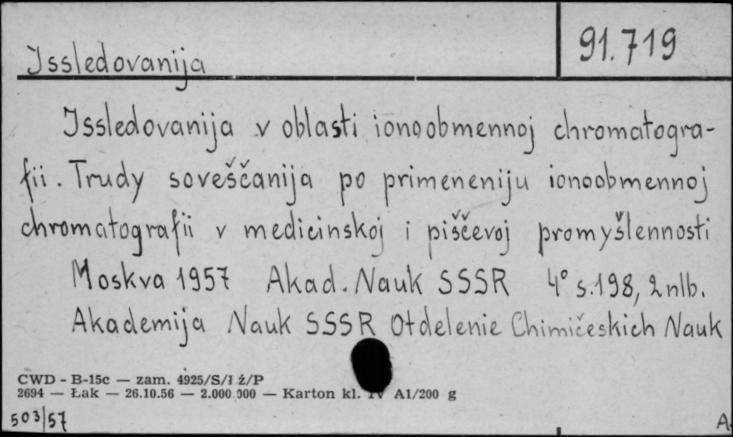 Issledovanija
91.719
Issledovanija v oblasti ionoobmennoj chromatogra-
fii. Trudy soveščanija po primeneniju ionoobmennoj
chromatografii v medicinskoj i piščevoj promyšlennosti
Moskva 1957 Akad. Nauk SSSR 4° s. 198, 2 nlb.
Akademija Nauk SSSR Otdelenie Chimičeskich Nauk
CWD - B-15c — zam. 4925/S/1 ź/P
2694 — Łak — 26.10.56 — 2.000.000 — Karton kl. IV A1/200 g
503/57
A